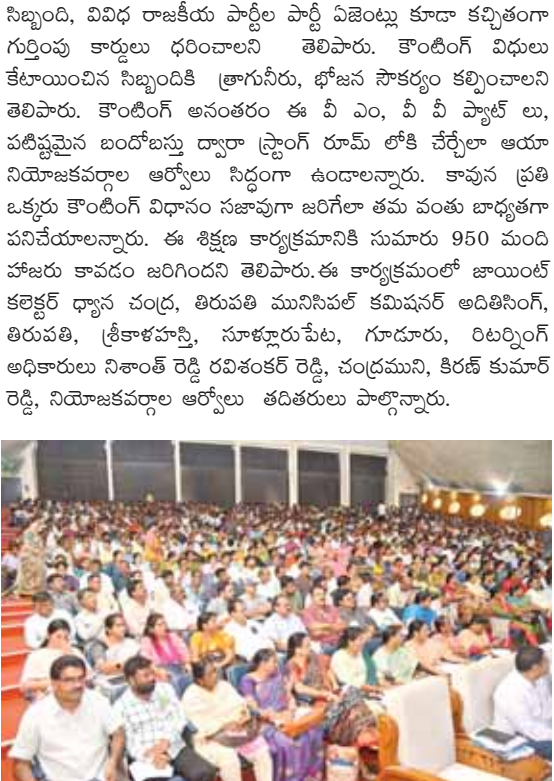 సిబ్బంది, వివిధ రాజకీయ పార్టీల పార్టీ ఏజెంట్లు కూడా కచ్చితంగా
గుర్తింపు కార్డులు ధరించాలని తెలిపారు. కౌంటింగ్ విధులు
కేటాయించిన సిబ్బందికి త్రాగునీరు, భోజన సౌకర్యం కల్పించాలని
తెలిపారు. కౌంటింగ్ అనంతరం ఈ వీ ఎం, వీ వీ ప్యాట్ లు,
పటిష్టమైన బందోబస్తు ద్వారా స్ట్రాంగ్ రూమ్ లోకి చేర్చేలా ఆయా
నియోజకవర్గాల ఆర్వోలు సిద్ధంగా ఉండాలన్నారు. కావున ప్రతి
ఒక్కరు కౌంటింగ్ విధానం సజావుగా జరిగేలా తమ వంతు బాధ్యతగా
పనిచేయాలన్నారు. ఈ శిక్షణ కార్యక్రమానికి సుమారు 950 మంది
హాజరు కావడం జరిగిందని తెలిపారు.ఈ కార్యక్రమంలో జాయింట్
కలెక్టర్ ధ్యాన చంద్ర, తిరుపతి మునిసిపల్ కమిషనర్ అదితిసింగ్,
తిరుపతి, శ్రీకాళహస్తి, సూళ్లూరుపేట, గూడూరు, రిటర్నింగ్
అధికారులు నిశాంత్ రెడ్డి రవిశంకర్ రెడ్డి, చంద్రముని, కిరణ్ కుమార్
రెడ్డి, నియోజకవర్గాల ఆర్వోలు తదితరులు పాల్గొన్నారు.